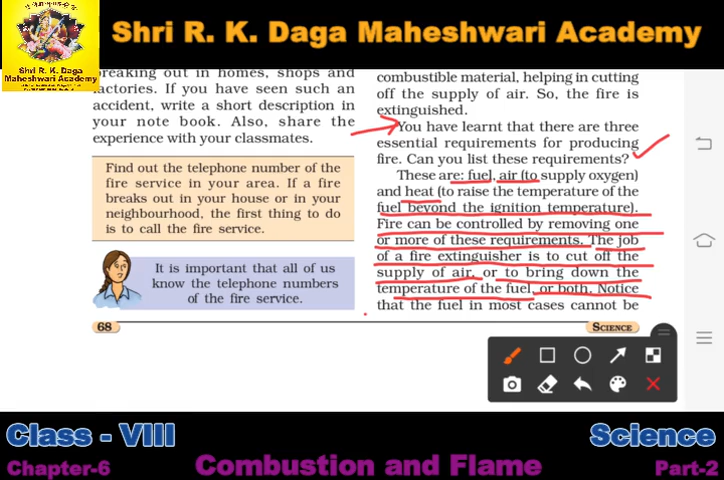 Shri R. K. Daga Maheshwari Academy
Shri R. K. Daga
Maheshwari Academy
breaking out in homes, shops and
factories. If you have seen such an
accident, write a short description in
your note book. Also, share the
experience with your classmates.
Find out the telephone number of the
fire service in your area. If a fire
breaks out in your house or in your
neighbourhood, the first thing to do
is to call the fire service.
It is important that all of us
know the telephone numbers
of the fire service.
68
combustible material, helping in cutting
off the supply of air. So, the fire is
extinguished.
You have learnt that there are three
essential requirements for producing
fire. Can you list these requirements?
These are: fuel, air (to supply oxygen)
and heat (to raise the temperature of the
fuel beyond the ignition temperature).
Fire can be controlled by removing one
or more of these requirements. The job
of a fire extinguisher is to cut off the
supply of air, or to bring down the
temperature of the fuel, or both. Notice
that the fuel in most cases cannot be
SCIENCE
Class - VIII
Science
Chapter-6
Combustion and Flame
Part-2